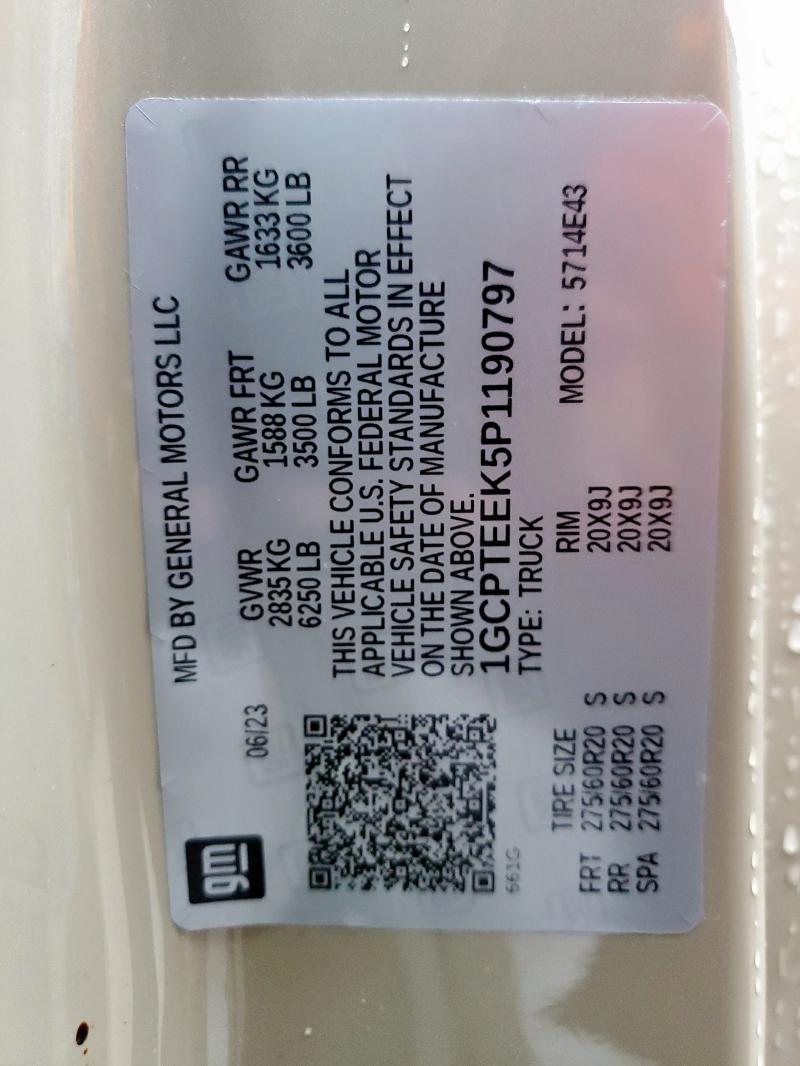 gm
MFD BY GENERAL MOTORS LLC
06/23 GVWR GAWR FRT GAWR RR
2835 KG 1588 KG 1633 KG
6250 LB 3500 LB 3600 LB
THIS VEHICLE CONFORMS TO ALL
APPLICABLE U.S. FEDERAL MOTOR
VEHICLE SAFETY STANDARDS IN EFFECT
ON THE DATE OF MANUFACTURE
SHOWN ABOVE.
1GCPTEEK5P1190797
661G TYPE: TRUCK
TIRE SIZE RIM MODEL: 5714E43
FRT 275/60R20 S 20X9J
RR 275/60R20 S 20X9J
SPA 275/60R20 S 20X9J